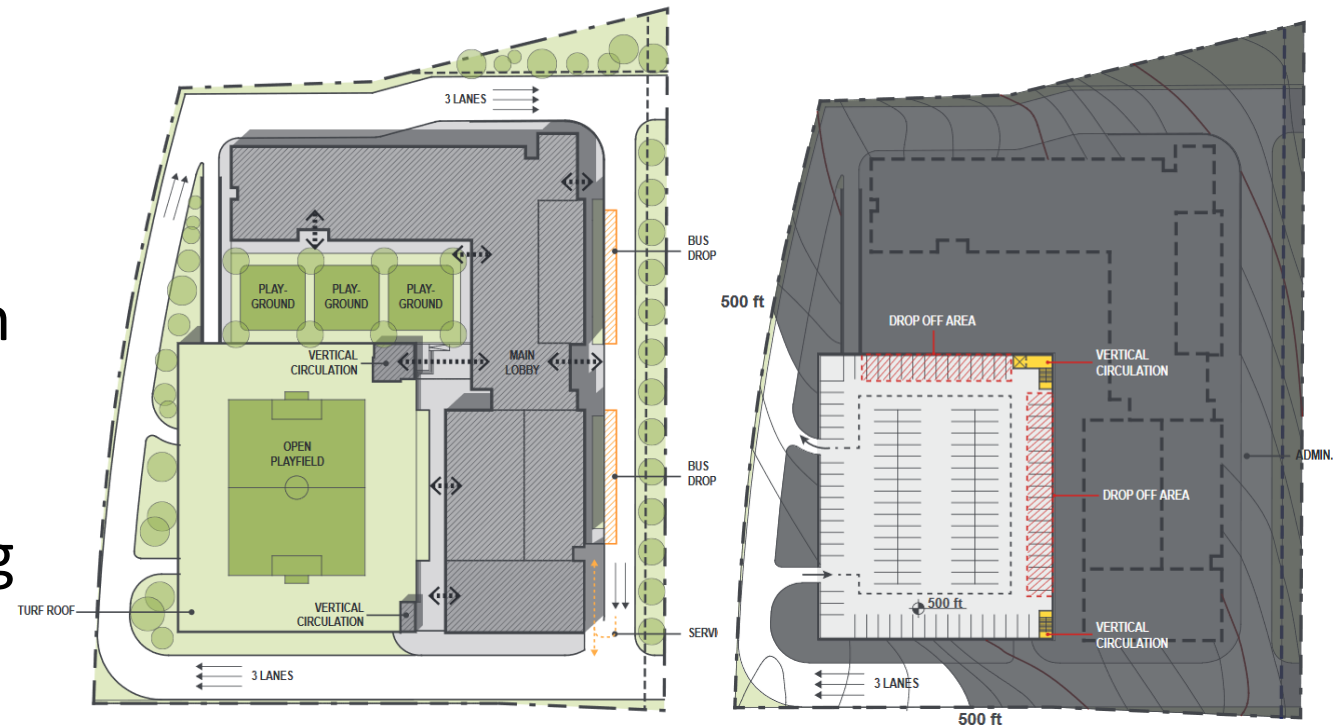 n
g
3 LANES
BUS
DROP
PLAY-
GROUND
PLAY-
GROUND
PLAY-
GROUND
VERTICAL
CIRCULATION
MAIN
LOBBY
OPEN
PLAYFIELD
BUS
DROP
TURF ROOF
VERTICAL
CIRCULATION
SERVI
3 LANES
500 ft
DROP OFF AREA
VERTICAL
CIRCULATION
ADMIN.
DROP OFF AREA
500 ft
VERTICAL
CIRCULATION
3 LANES
500 ft